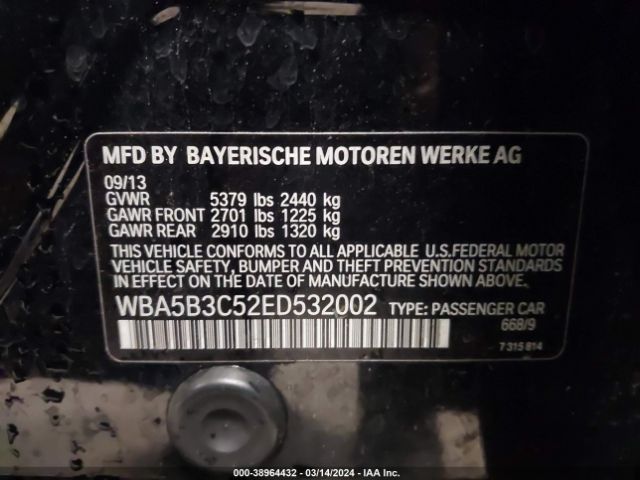 MFD BY BAYERISCHE MOTOREN WERKE AG
09/13
GVWR 5379 lbs 2440 kg
GAWR FRONT 2701 lbs 1225 kg
GAWR REAR 2910 lbs 1320 kg
THIS VEHICLE CONFORMS TO ALL APPLICABLE U.S.FEDERAL MOTOR
VEHICLE SAFETY, BUMPER AND THEFT PREVENTION STANDARDS
IN EFFECT ON THE DATE OF MANUFACTURE SHOWN ABOVE.
WBA5B3C52ED532002 TYPE: PASSENGER CAR
668/9
7 315 814
000-38964432 - 03/14/2024 - IAA Inc.